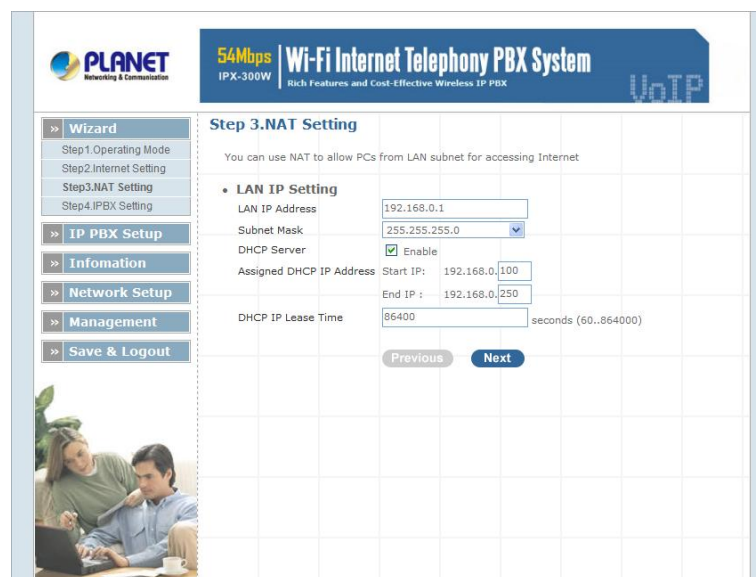 PLANET
Networking & Communication
54Mbps
IPX-300W
Wi-Fi Internet Telephony PBX System
Rich Features and Cost-Effective Wireless IP PBX
VoIP
» Wizard
Step1.Operating Mode
Step2.Internet Setting
Step3.NAT Setting
Step4.IPBX Setting
» IP PBX Setup
» Infomation
» Network Setup
» Management
» Save & Logout
Step 3.NAT Setting
You can use NAT to allow PCs from LAN subnet for accessing Internet
• LAN IP Setting
LAN IP Address 192.168.0.1
Subnet Mask 255.255.255.0
DHCP Server Enable
Assigned DHCP IP Address Start IP: 192.168.0.100
End IP : 192.168.0.250
DHCP IP Lease Time 86400 seconds (60..864000)
Previous Next